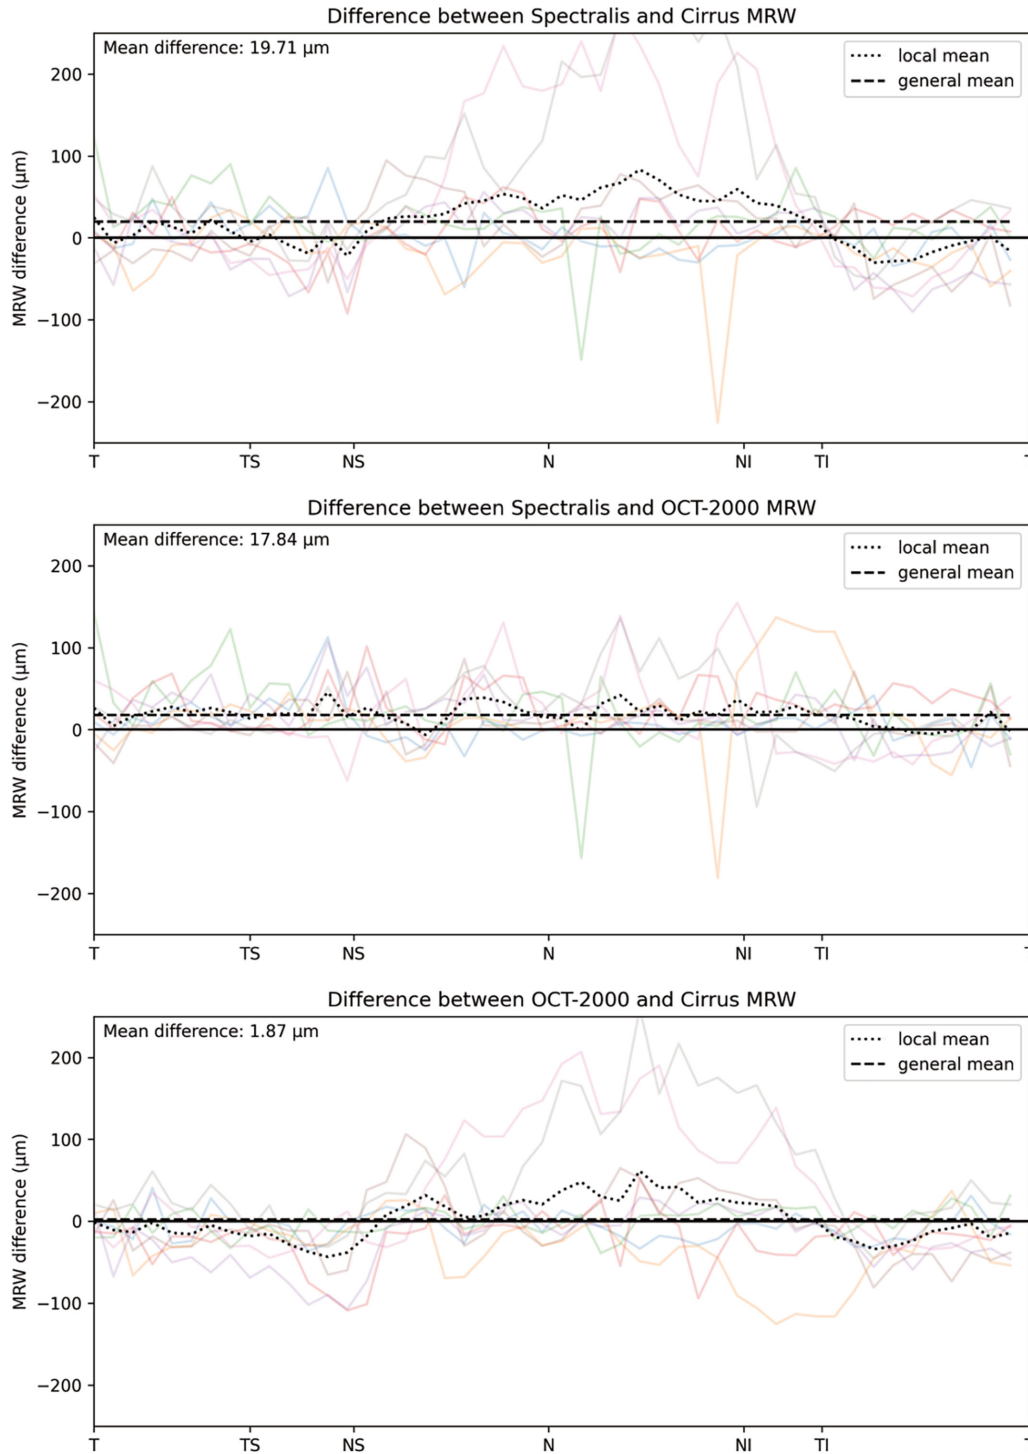 Difference between Spectralis and Cirrus MRW
Mean difference: 19.71 μm
local mean
general mean
MRW difference (μm)
200
100
0
−100
−200
T TS NS N NI TI T
Difference between Spectralis and OCT-2000 MRW
Mean difference: 17.84 μm
local mean
general mean
MRW difference (μm)
200
100
0
−100
−200
T TS NS N NI TI T
Difference between OCT-2000 and Cirrus MRW
Mean difference: 1.87 μm
local mean
general mean
MRW difference (μm)
200
100
0
−100
−200
T TS NS N NI TI T